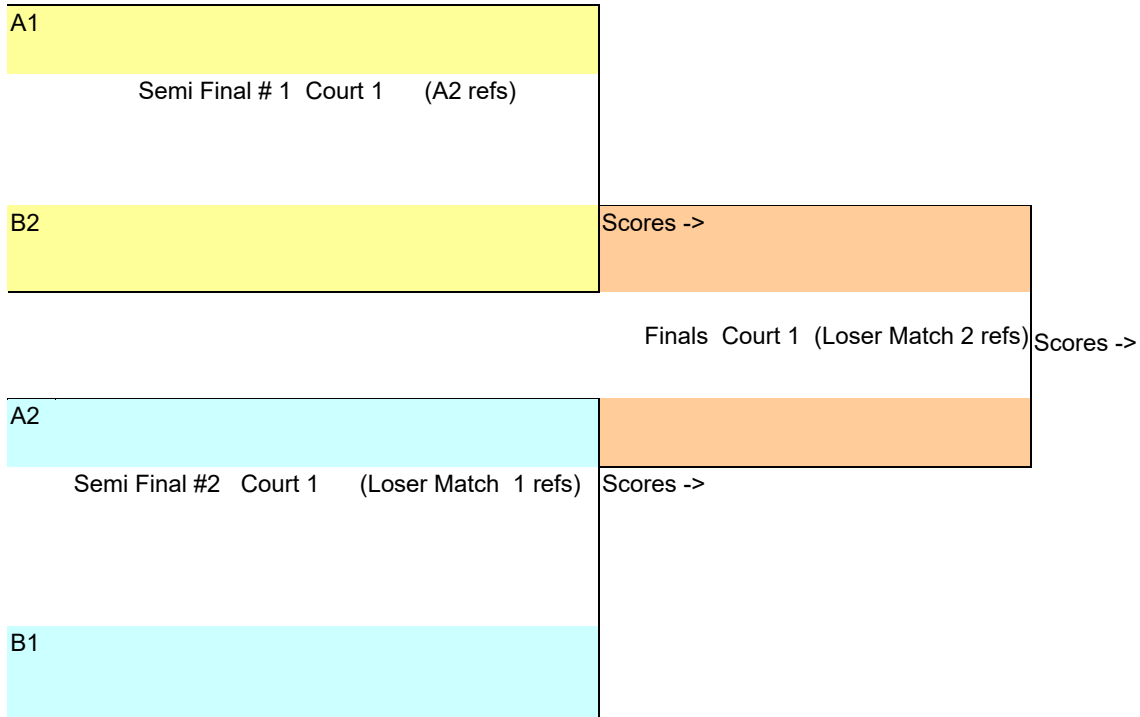 A1
Semi Final # 1 Court 1 (A2 refs)
B2
Scores ->
Finals Court 1 (Loser Match 2 refs)
Scores ->
A2
Semi Final #2 Court 1 (Loser Match 1 refs)
Scores ->
B1